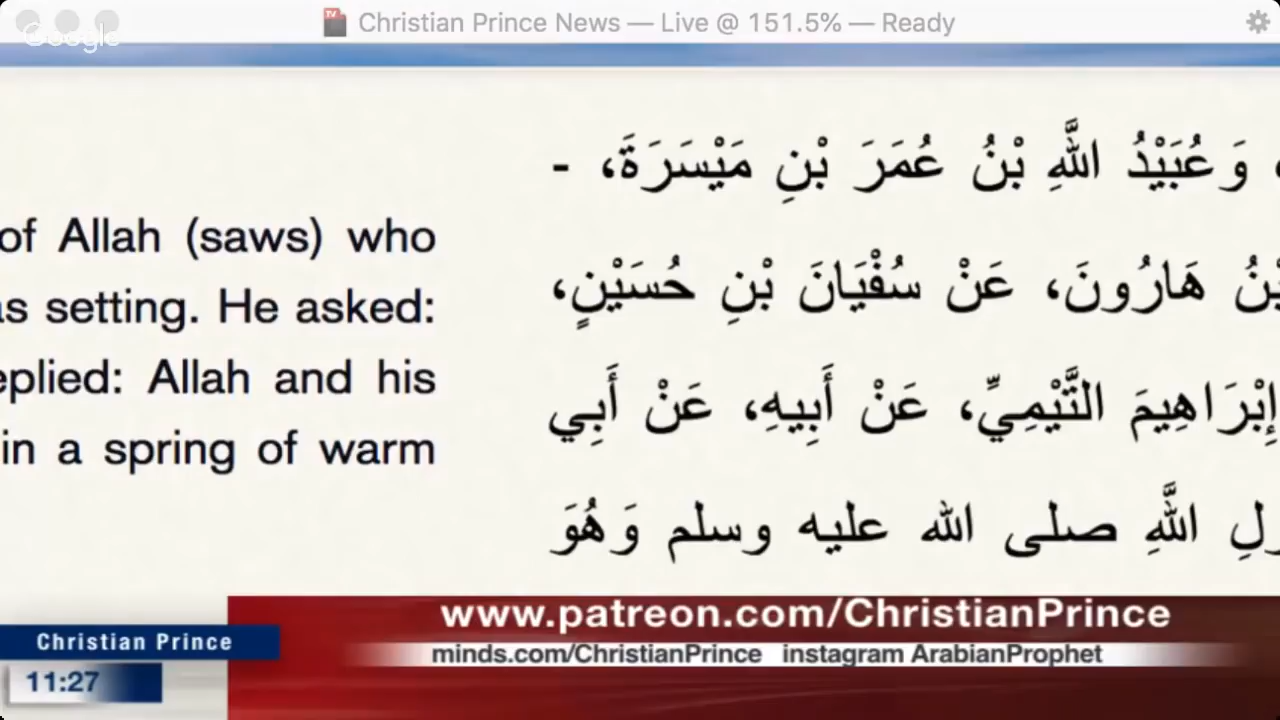 Christian Prince News — Live @ 151.5% — Ready
Google
of Allah (saws) who
as setting. He asked:
eplied: Allah and his
in a spring of warm
وَعُبَيْدُ اللَّهِ بْنُ عُمَرَ بْنِ مَيْسَرَةَ، -
بْنُ هَارُونَ، عَنْ سُفْيَانَ بْنِ حُسَيْنٍ،
إِبْرَاهِيمَ التَّيْمِيِّ، عَنْ أَبِيهِ، عَنْ أَبِي
ولِ اللَّهِ صلى الله عليه وسلم وَهُوَ
www.patreon.com/ChristianPrince
minds.com/ChristianPrince instagram ArabianProphet
Christian Prince
11:27